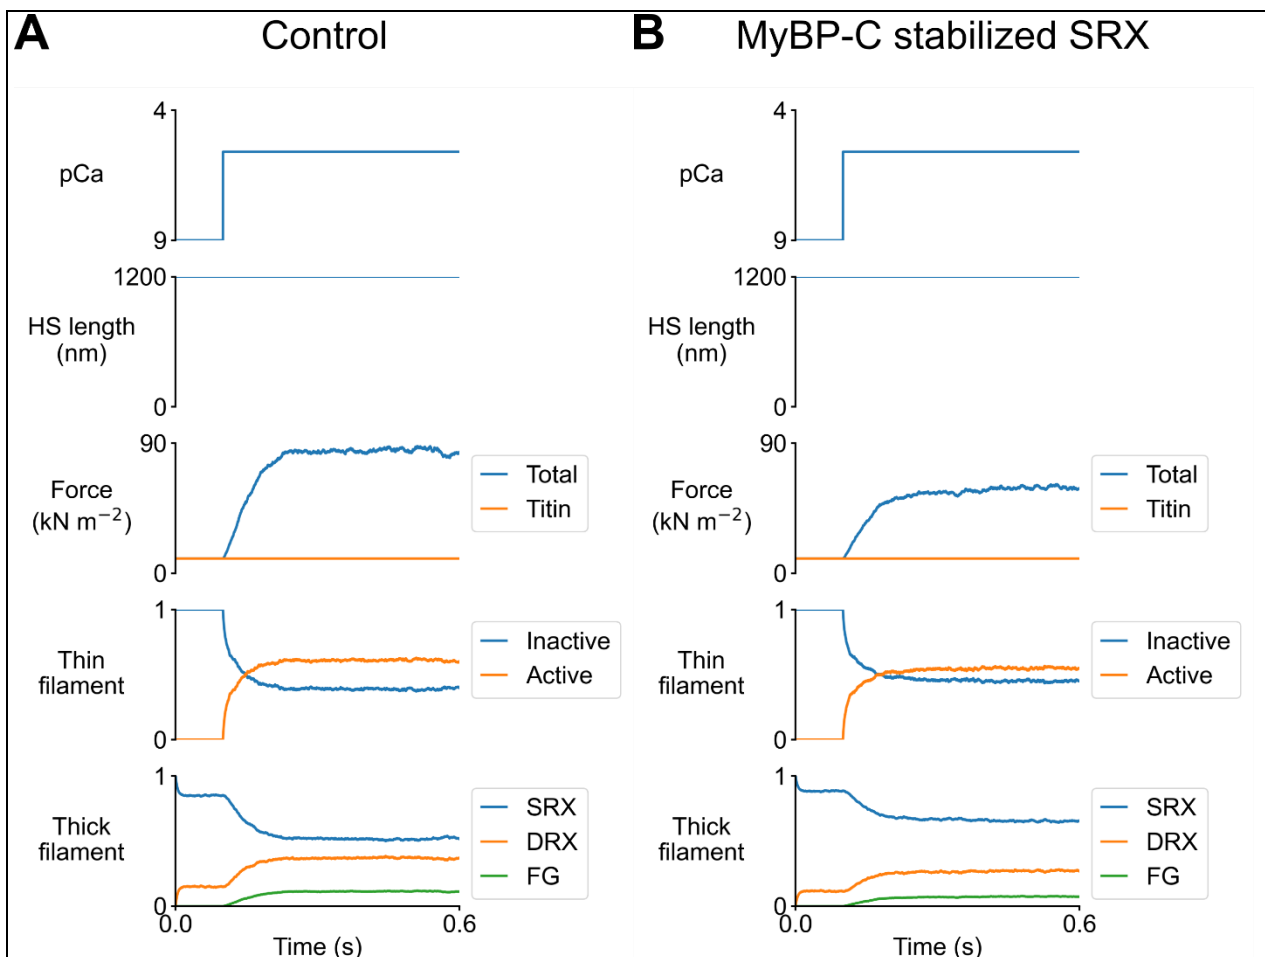 A Control
4
pCa
9
1200
HS length
(nm)
0
90
Force
(kN m⁻²)
0
Total
Titin
1
Thin
filament
0
Inactive
Active
1
Thick
filament
0
SRX
DRX
FG
0.0 0.6
Time (s)
B MyBP-C stabilized SRX
4
pCa
9
1200
HS length
(nm)
0
90
Force
(kN m⁻²)
0
Total
Titin
1
Thin
filament
0
Inactive
Active
1
Thick
filament
0
SRX
DRX
FG
0.0 0.6
Time (s)